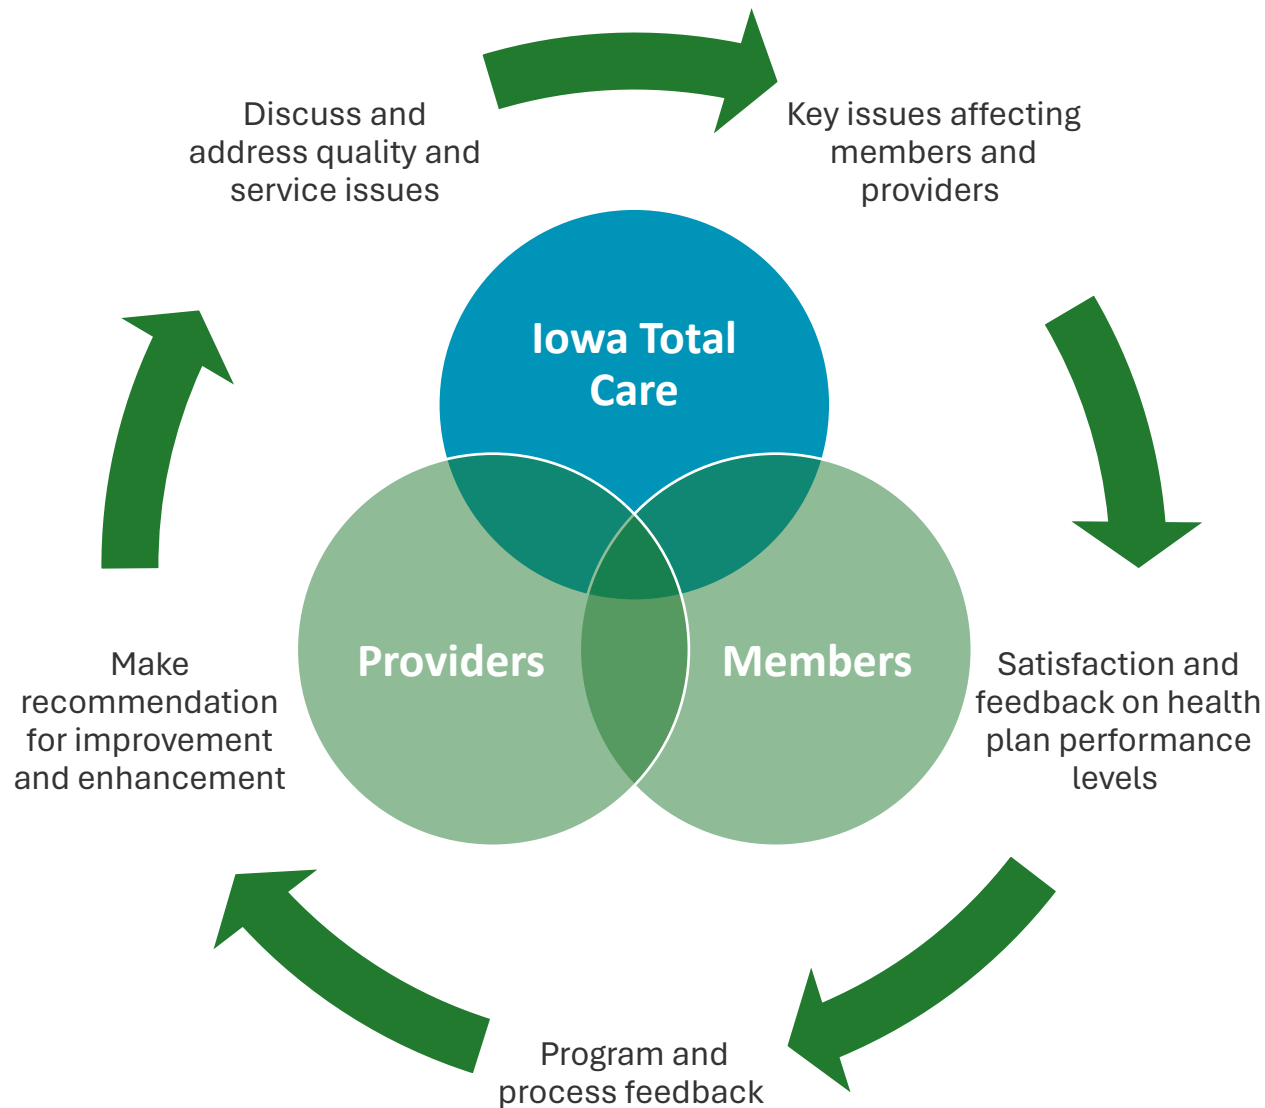 Discuss and
address quality and
service issues
Key issues affecting
members and
providers
Iowa Total
Care
Providers
Members
Make
recommendation
for improvement
and enhancement
Satisfaction and
feedback on health
plan performance
levels
Program and
process feedback